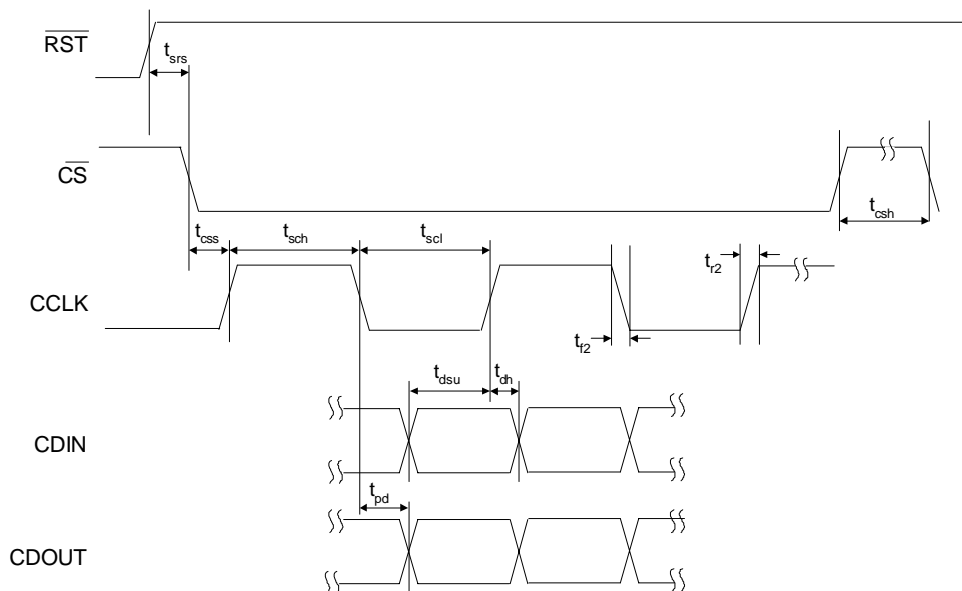 RST
t_srs
CS
t_csh
t_css t_sch t_scl
t_r2
CCLK
t_f2
t_dsu t_dh
CDIN
t_pd
CDOUT